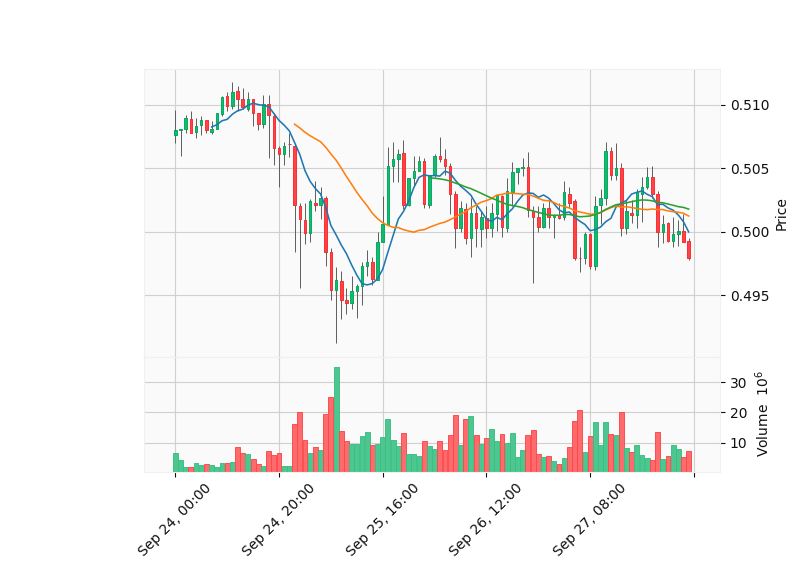 0.510
0.505
0.500
0.495
Price
30
20
10
Volume 10^6
Sep 24, 00:00
Sep 24, 20:00
Sep 25, 16:00
Sep 26, 12:00
Sep 27, 08:00